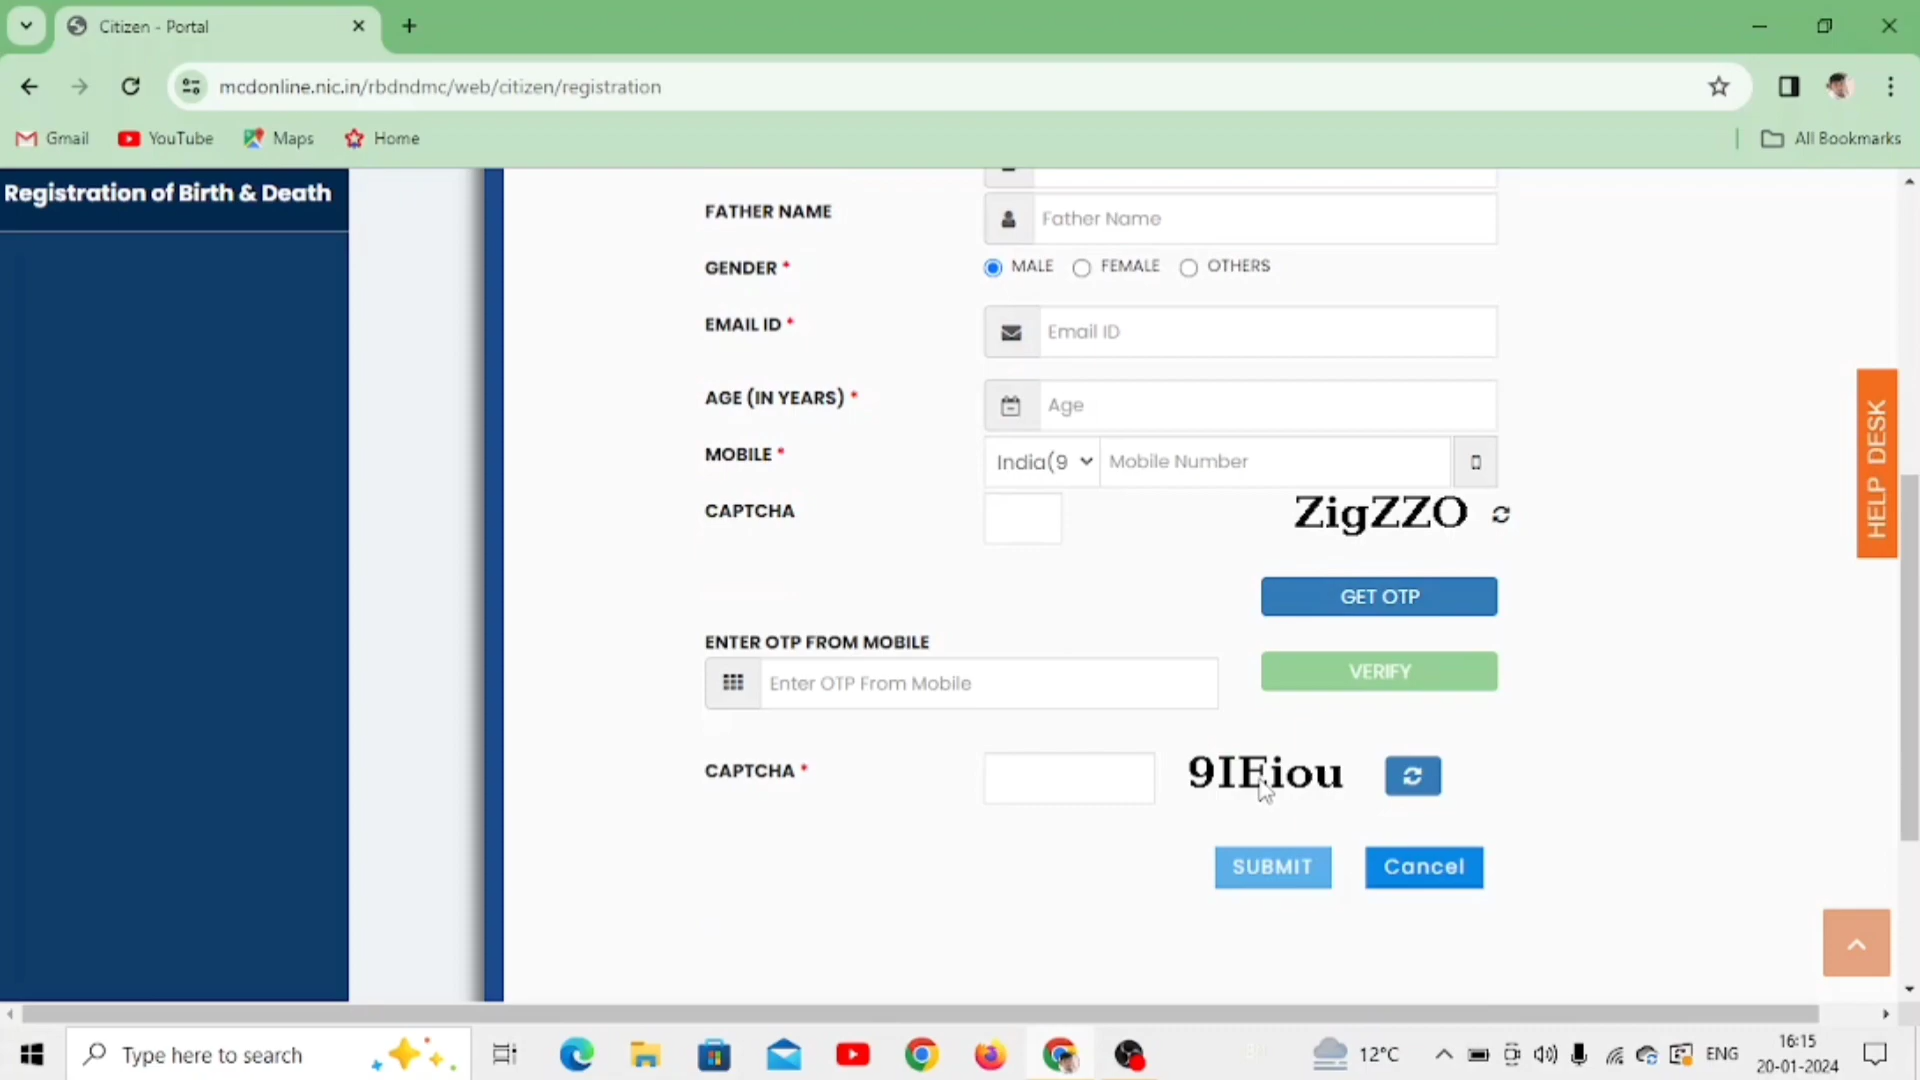 Citizen - Portal
mcdonline.nic.in/rbdndmc/web/citizen/registration
Gmail YouTube Maps Home All Bookmarks
Registration of Birth & Death
FATHER NAME Father Name
GENDER * MALE FEMALE OTHERS
EMAIL ID * Email ID
AGE (IN YEARS) * Age
MOBILE * India(9 Mobile Number
CAPTCHA ZigZZO
GET OTP
ENTER OTP FROM MOBILE
Enter OTP From Mobile VERIFY
CAPTCHA * 9IEiou
SUBMIT Cancel
HELP DESK
Type here to search 12°C ENG 16:15
20-01-2024